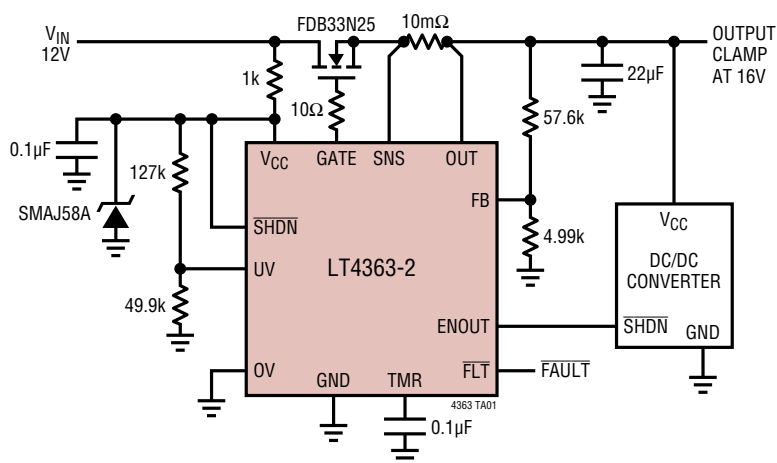 V_IN
12V
FDB33N25
10mΩ
OUTPUT
CLAMP
AT 16V
1k
10Ω
22µF
57.6k
0.1µF
127k
SMAJ58A
49.9k
V_CC
GATE
SNS
OUT
FB
SHDN
UV
LT4363-2
ENOUT
OV
GND
TMR
FLT
FAULT
4363 TA01
0.1µF
4.99k
V_CC
DC/DC
CONVERTER
SHDN
GND